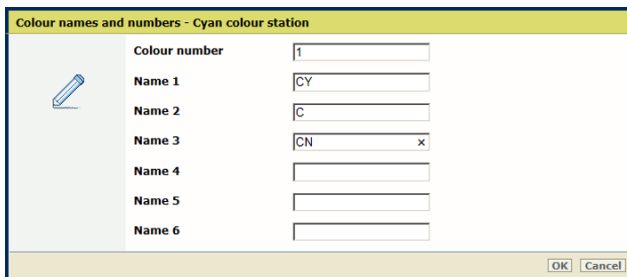 Colour names and numbers - Cyan colour station
Colour number 1
Name 1 CY
Name 2 C
Name 3 CN ×
Name 4
Name 5
Name 6
OK Cancel